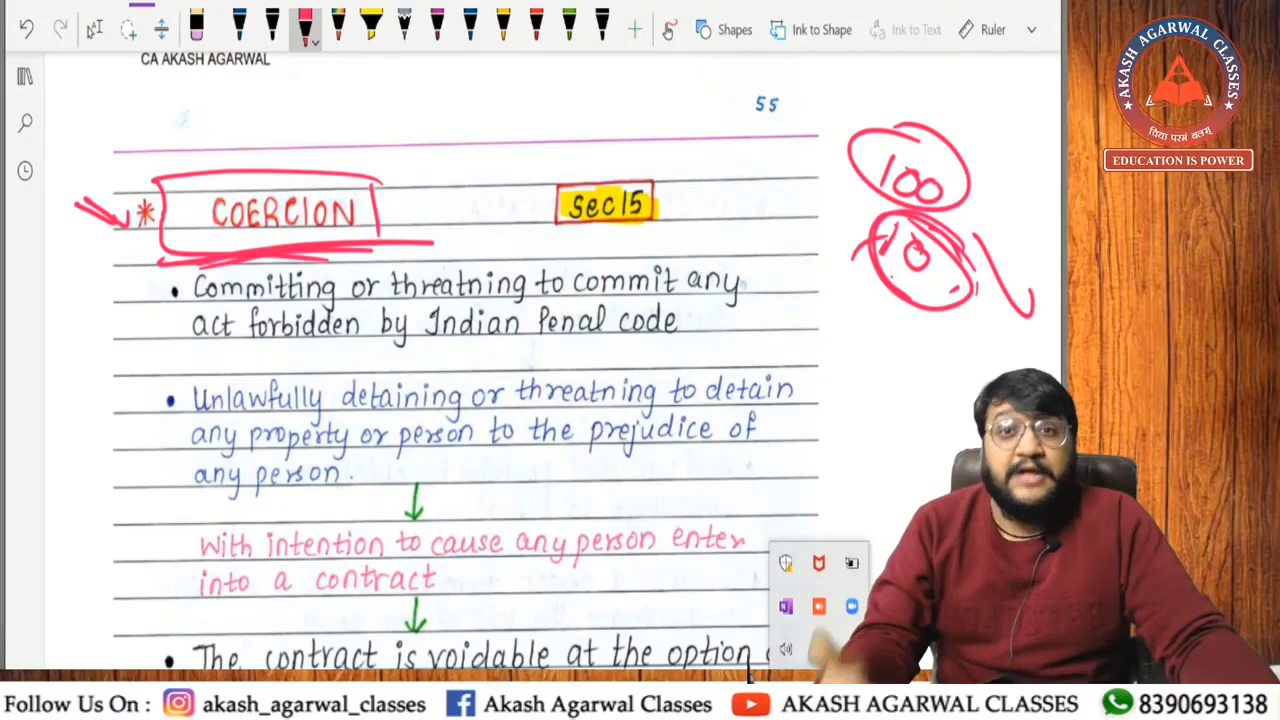 Shapes
Ink to Shape
Ink to Text
Ruler
CA AKASH AGARWAL
55
* COERCION
Sec 15
• Committing or threatning to commit any
act forbidden by Indian Penal code
• Unlawfully detaining or threatning to detain
any property or person to the prejudice of
any person.
With intention to cause any person enter
into a contract
• The contract is voidable at the option
100
10
AKASH AGARWAL CLASSES
विद्या परमं बलम्
EDUCATION IS POWER
Follow Us On : akash_agarwal_classes Akash Agarwal Classes AKASH AGARWAL CLASSES 8390693138